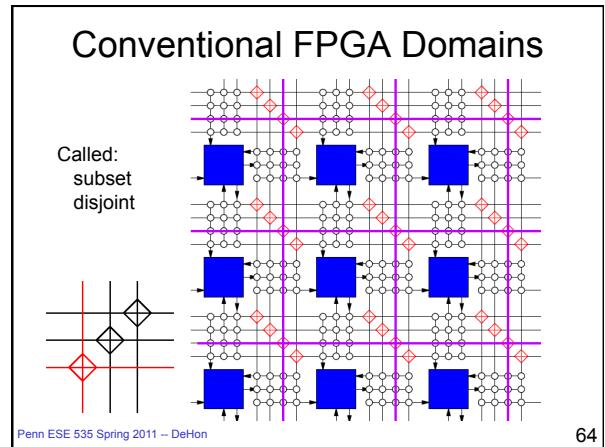 Conventional FPGA Domains
Called:
subset
disjoint
Penn ESE 535 Spring 2011 -- DeHon
64